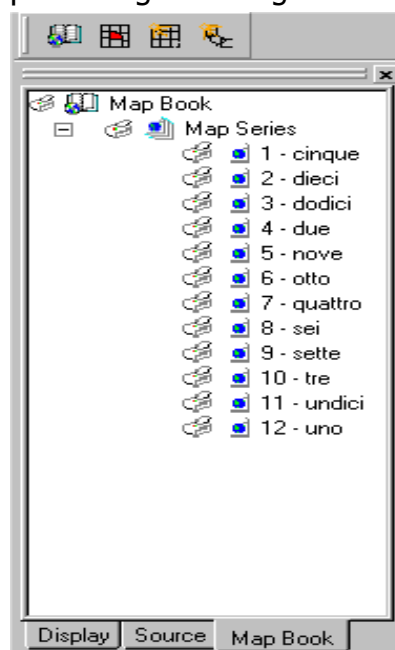 Map Book
Map Series
1 - cinque
2 - dieci
3 - dodici
4 - due
5 - nove
6 - otto
7 - quattro
8 - sei
9 - sette
10 - tre
11 - undici
12 - uno
Display Source Map Book